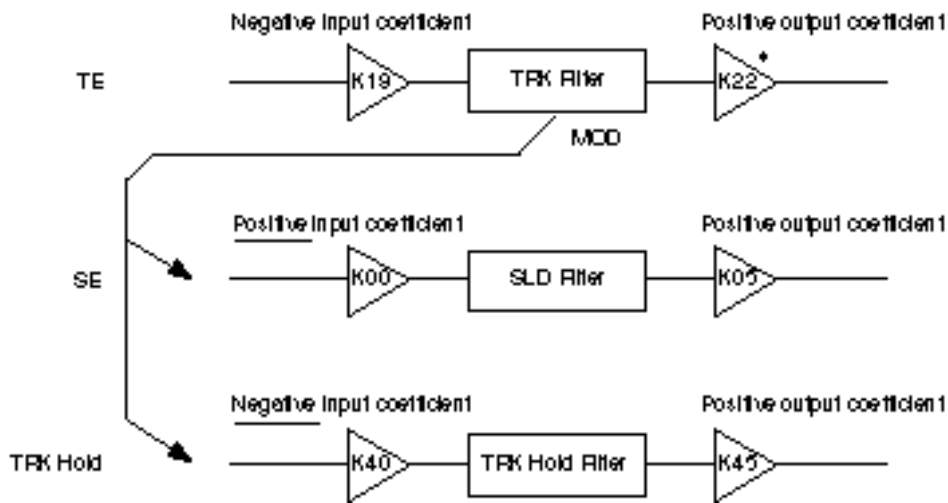 Negative input coefficient Positive output coefficient
TE K19 TRK Filter K22
MOD
Positive input coefficient Positive output coefficient
SE K00 SLD Filter K05
Negative input coefficient Positive output coefficient
TRK Hold K40 TRK Hold Filter K45